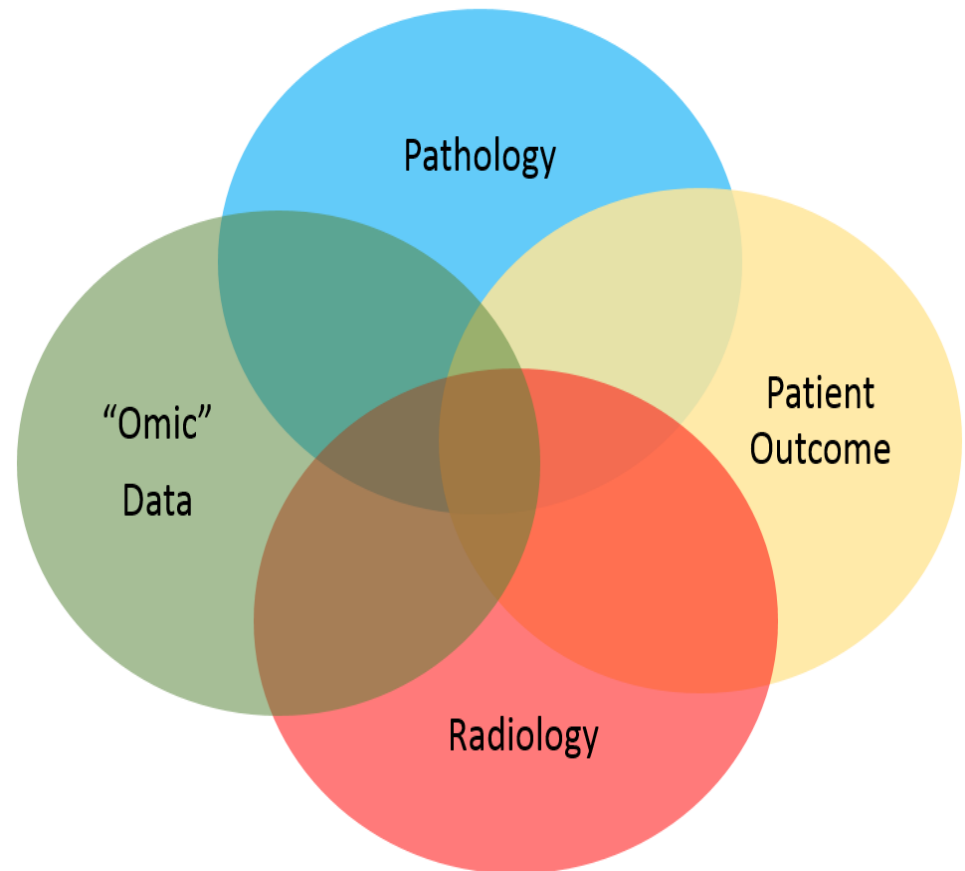 Pathology
“Omic”
Data
Patient
Outcome
Radiology